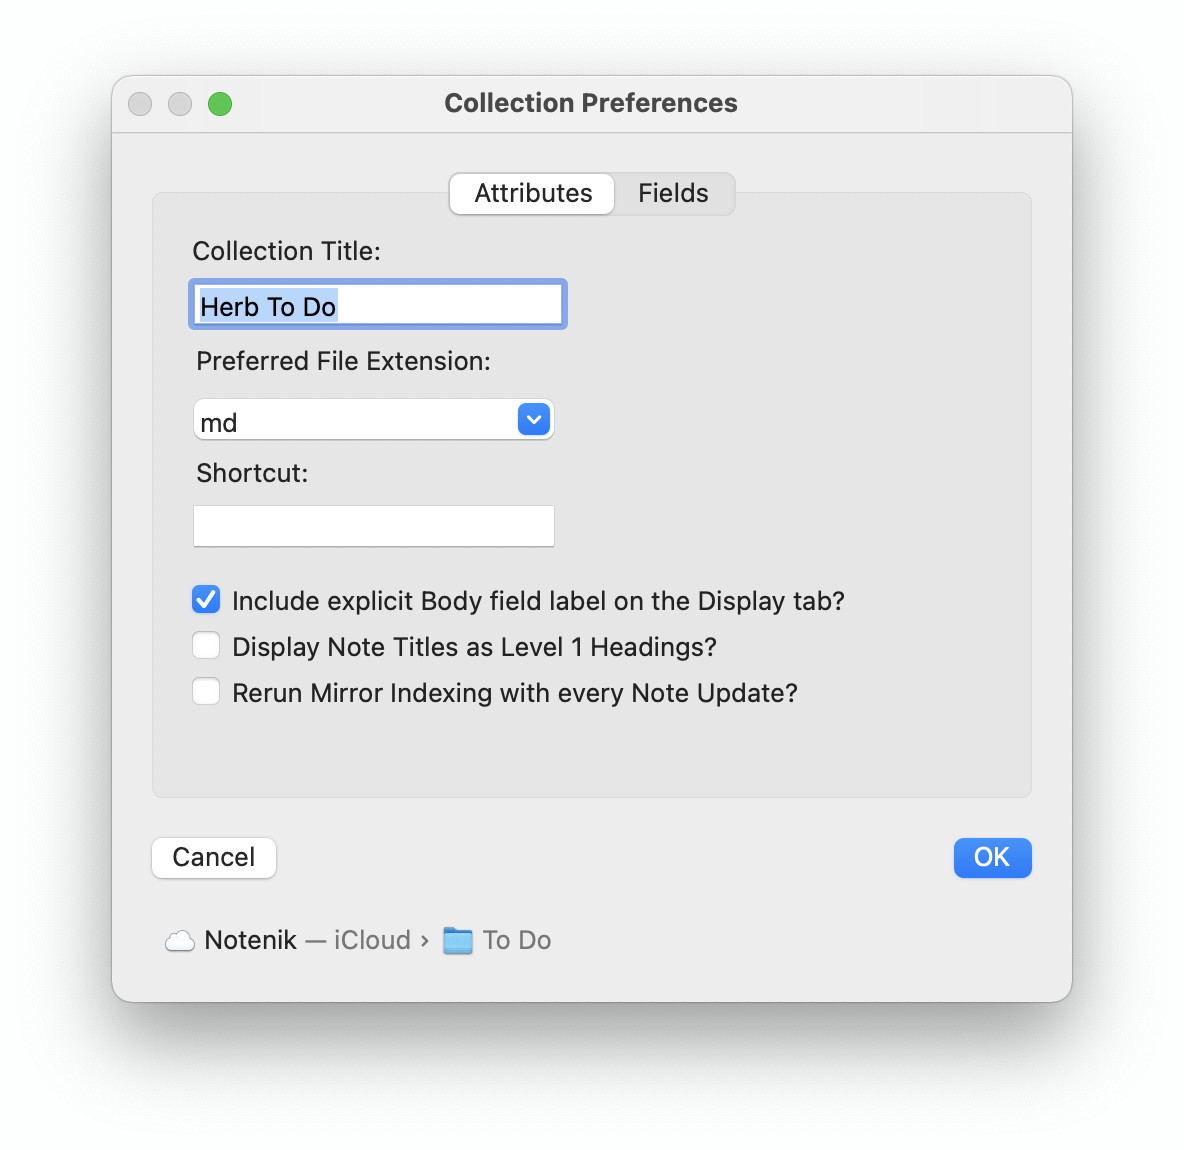 Collection Preferences
Attributes Fields
Collection Title:
Herb To Do
Preferred File Extension:
md
Shortcut:
Include explicit Body field label on the Display tab?
Display Note Titles as Level 1 Headings?
Rerun Mirror Indexing with every Note Update?
Cancel OK
Notenik — iCloud › To Do